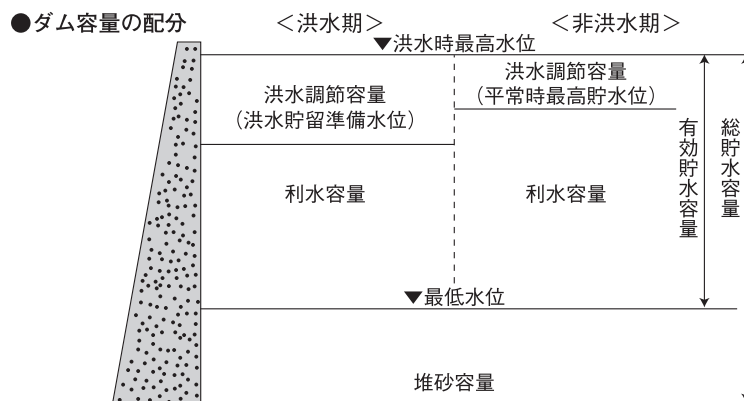 ●ダム容量の配分
＜洪水期＞
＜非洪水期＞
▼洪水時最高水位
洪水調節容量
（洪水貯留準備水位）
洪水調節容量
（平常時最高貯水位）
利水容量
利水容量
有効貯水容量
総貯水容量
▼最低水位
堆砂容量